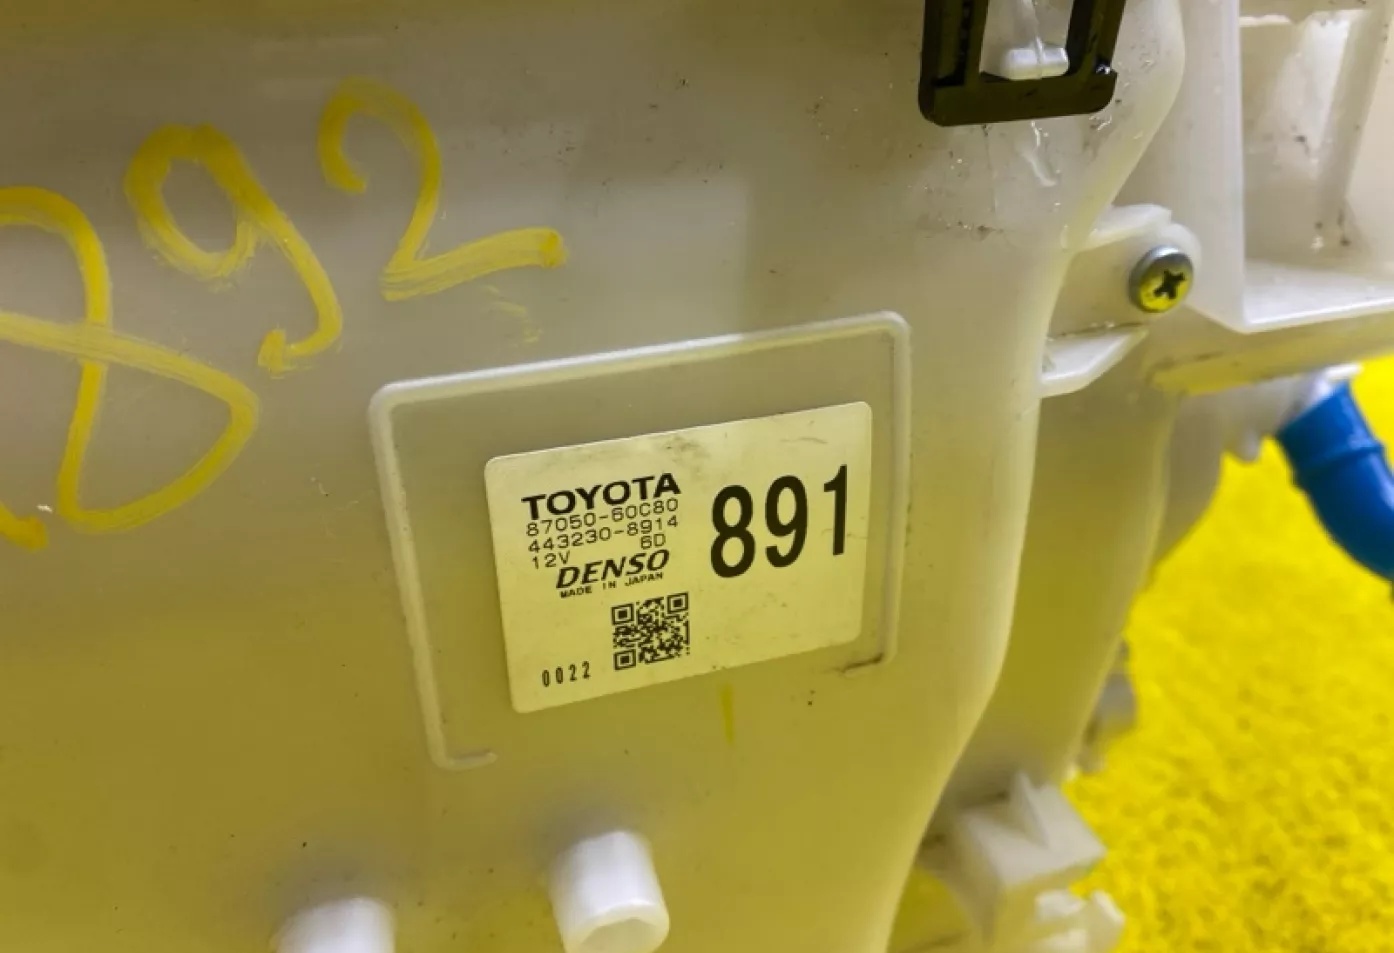 892
TOYOTA
87050-60C80
443230-8914
12V 6D
DENSO
MADE IN JAPAN
891
0022